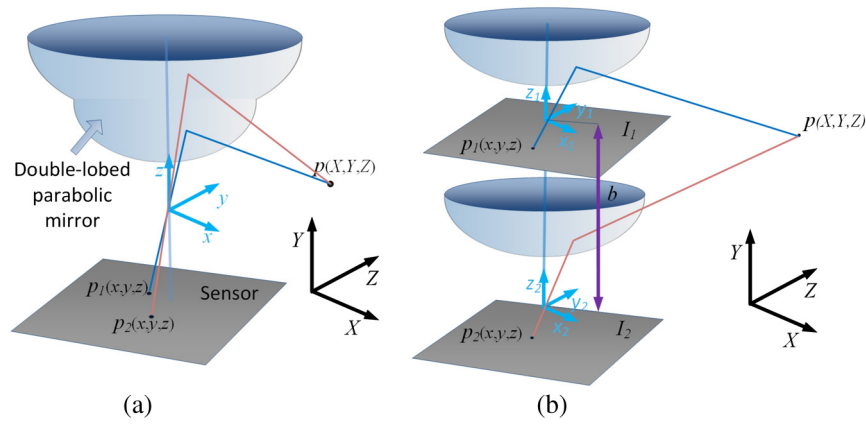 Double-lobed
parabolic
mirror
z
y
x
p(X,Y,Z)
p1(x,y,z)
p2(x,y,z)
Sensor
Y
Z
X
(a)
z1
y1
x1
I1
p1(x,y,z)
p(X,Y,Z)
b
z2
y2
x2
I2
p2(x,y,z)
Y
Z
X
(b)